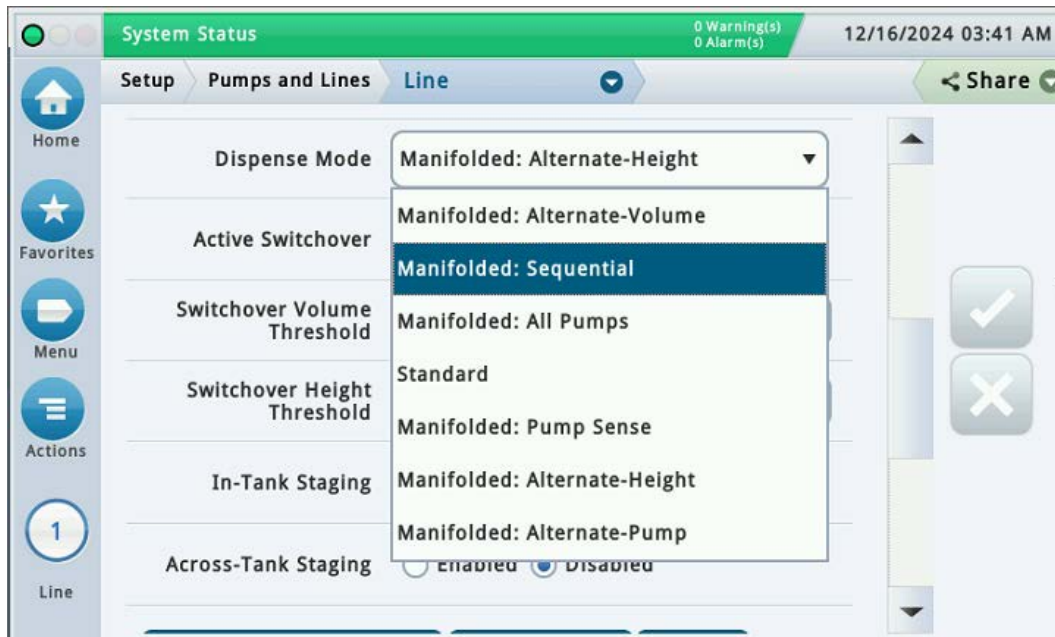 System Status
0 Warning(s)
0 Alarm(s)
12/16/2024 03:41 AM
Setup
Pumps and Lines
Line
Share
Home
Favorites
Menu
Actions
1
Line
Dispense Mode
Manifolded: Alternate-Height
Manifolded: Alternate-Volume
Manifolded: Sequential
Manifolded: All Pumps
Standard
Manifolded: Pump Sense
Manifolded: Alternate-Height
Manifolded: Alternate-Pump
Active Switchover
Switchover Volume
Threshold
Switchover Height
Threshold
In-Tank Staging
Across-Tank Staging
Enabled
Disabled